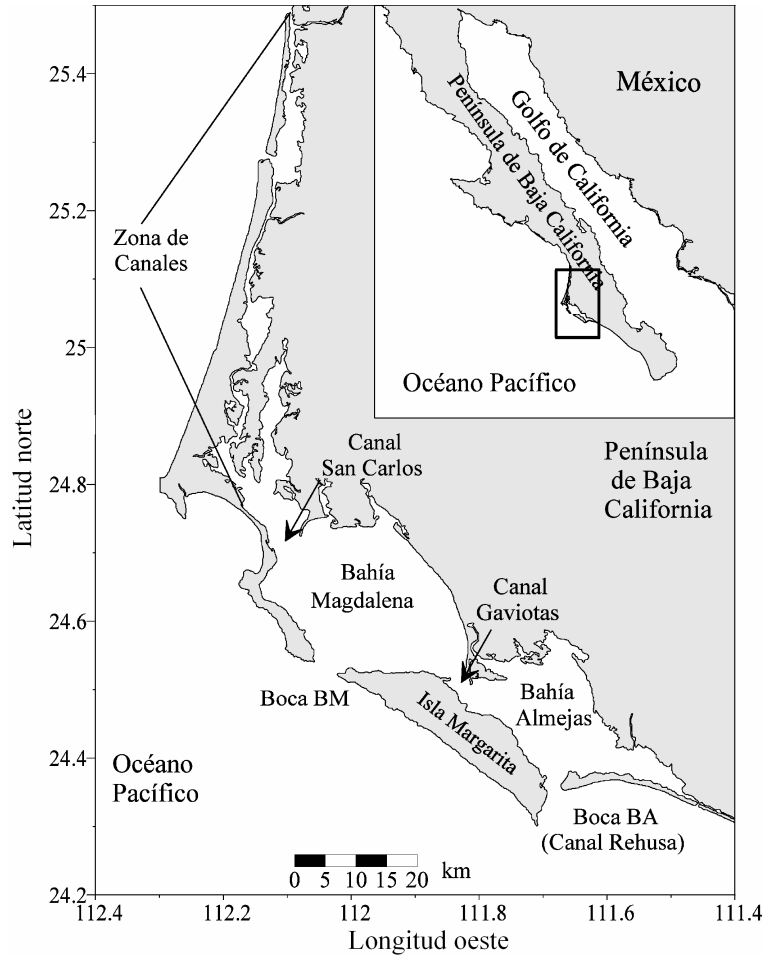 25.4
25.2
25
24.8
24.6
24.4
24.2
Latitud norte
México
Golfo de California
Península de Baja California
Océano Pacífico
Zona de
Canales
Canal
San Carlos
Península
de Baja
California
Bahía
Magdalena
Canal
Gaviotas
Boca BM
Isla Margarita
Bahía
Almejas
Océano
Pacífico
Boca BA
(Canal Rehusa)
km
0 5 10 15 20
112.4 112.2 112 111.8 111.6 111.4
Longitud oeste